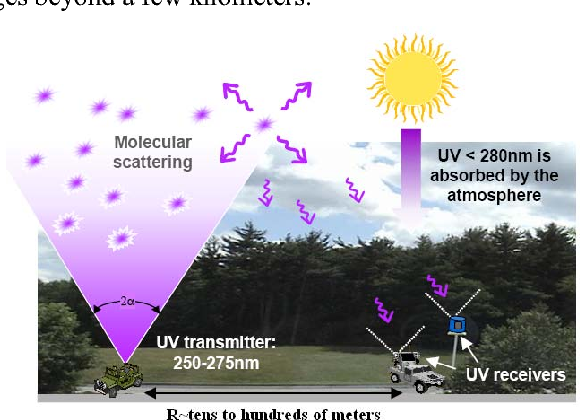 ges beyond a few kilometers.
Molecular
scattering
UV < 280nm is
absorbed by the
atmosphere
2α
UV transmitter:
250-275nm
UV receivers
R~tens to hundreds of meters